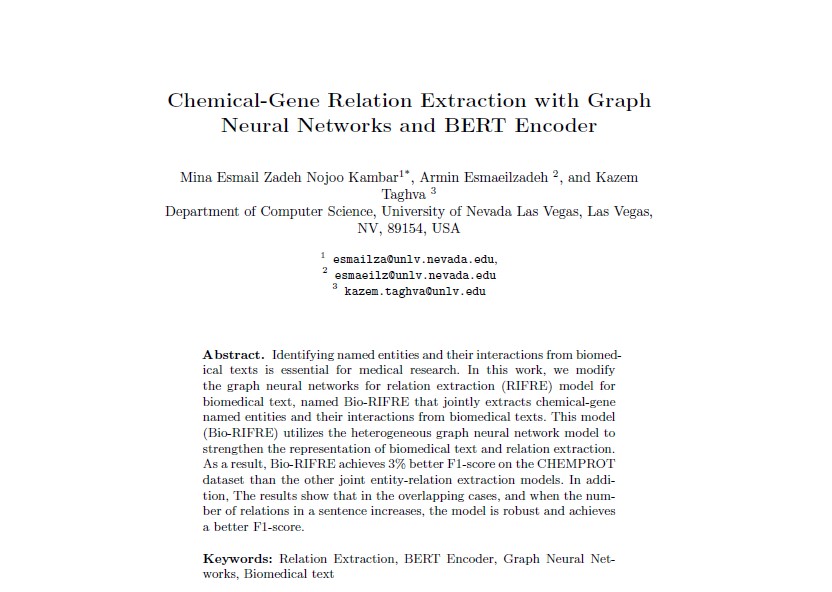 Chemical-Gene Relation Extraction with Graph
Neural Networks and BERT Encoder
Mina Esmail Zadeh Nojoo Kambar1*, Armin Esmaeilzadeh 2, and Kazem
Taghva 3
Department of Computer Science, University of Nevada Las Vegas, Las Vegas,
NV, 89154, USA
1 esmailza@unlv.nevada.edu,
2 esmaeilz@unlv.nevada.edu
3 kazem.taghva@unlv.edu
Abstract. Identifying named entities and their interactions from biomed-
ical texts is essential for medical research. In this work, we modify
the graph neural networks for relation extraction (RIFRE) model for
biomedical text, named Bio-RIFRE that jointly extracts chemical-gene
named entities and their interactions from biomedical texts. This model
(Bio-RIFRE) utilizes the heterogeneous graph neural network model to
strengthen the representation of biomedical text and relation extraction.
As a result, Bio-RIFRE achieves 3% better F1-score on the CHEMPROT
dataset than the other joint entity-relation extraction models. In addi-
tion, The results show that in the overlapping cases, and when the num-
ber of relations in a sentence increases, the model is robust and achieves
a better F1-score.
Keywords: Relation Extraction, BERT Encoder, Graph Neural Net-
works, Biomedical text